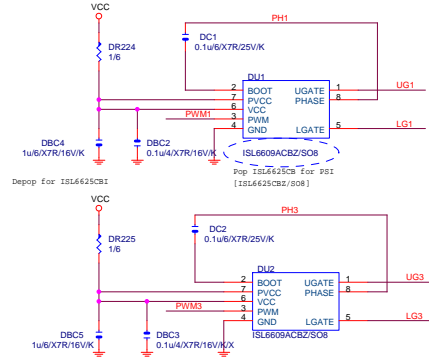 VCC
PH1
DC1
0.1u/6/X7R/25V/K
DR224
1/6
DU1
2 BOOT UGATE 1 UG1
7 PVCC PHASE 8
6 VCC
PWM1 3 PWM
4 GND LGATE 5 LG1
DBC4
1u/6/X7R/16V/K
DBC2
0.1u/4/X7R/16V/K
ISL6609ACBZ/SO8
Depop for ISL6625CBI
Pop ISL6625CB for PSI
[ISL6625CBZ/SO8]
VCC
PH3
DC2
0.1u/6/X7R/25V/K
DR225
1/6
DU2
2 BOOT UGATE 1 UG3
7 PVCC PHASE 8
6 VCC
PWM3 3 PWM
4 GND LGATE 5 LG3
DBC5
1u/6/X7R/16V/K
DBC3
0.1u/4/X7R/16V/K/X
ISL6609ACBZ/SO8